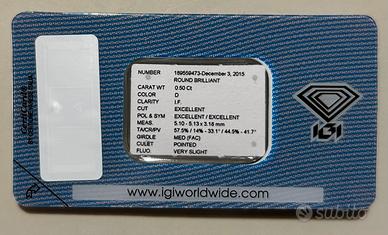 NUMBER 189559473-December 3, 2015
ROUND BRILLIANT
CARAT WT 0.50 Ct
COLOR D
CLARITY I.F.
CUT EXCELLENT
POL & SYM EXCELLENT / EXCELLENT
MEAS. 5.10 - 5.13 x 3.16 mm
TA/CR/PV 57.5% / 14% - 33.1° / 44.5% - 41.7°
GIRDLE MED (FAC)
CULET POINTED
FLUO. VERY SLIGHT
IGI
www.igiworldwide.com
subito